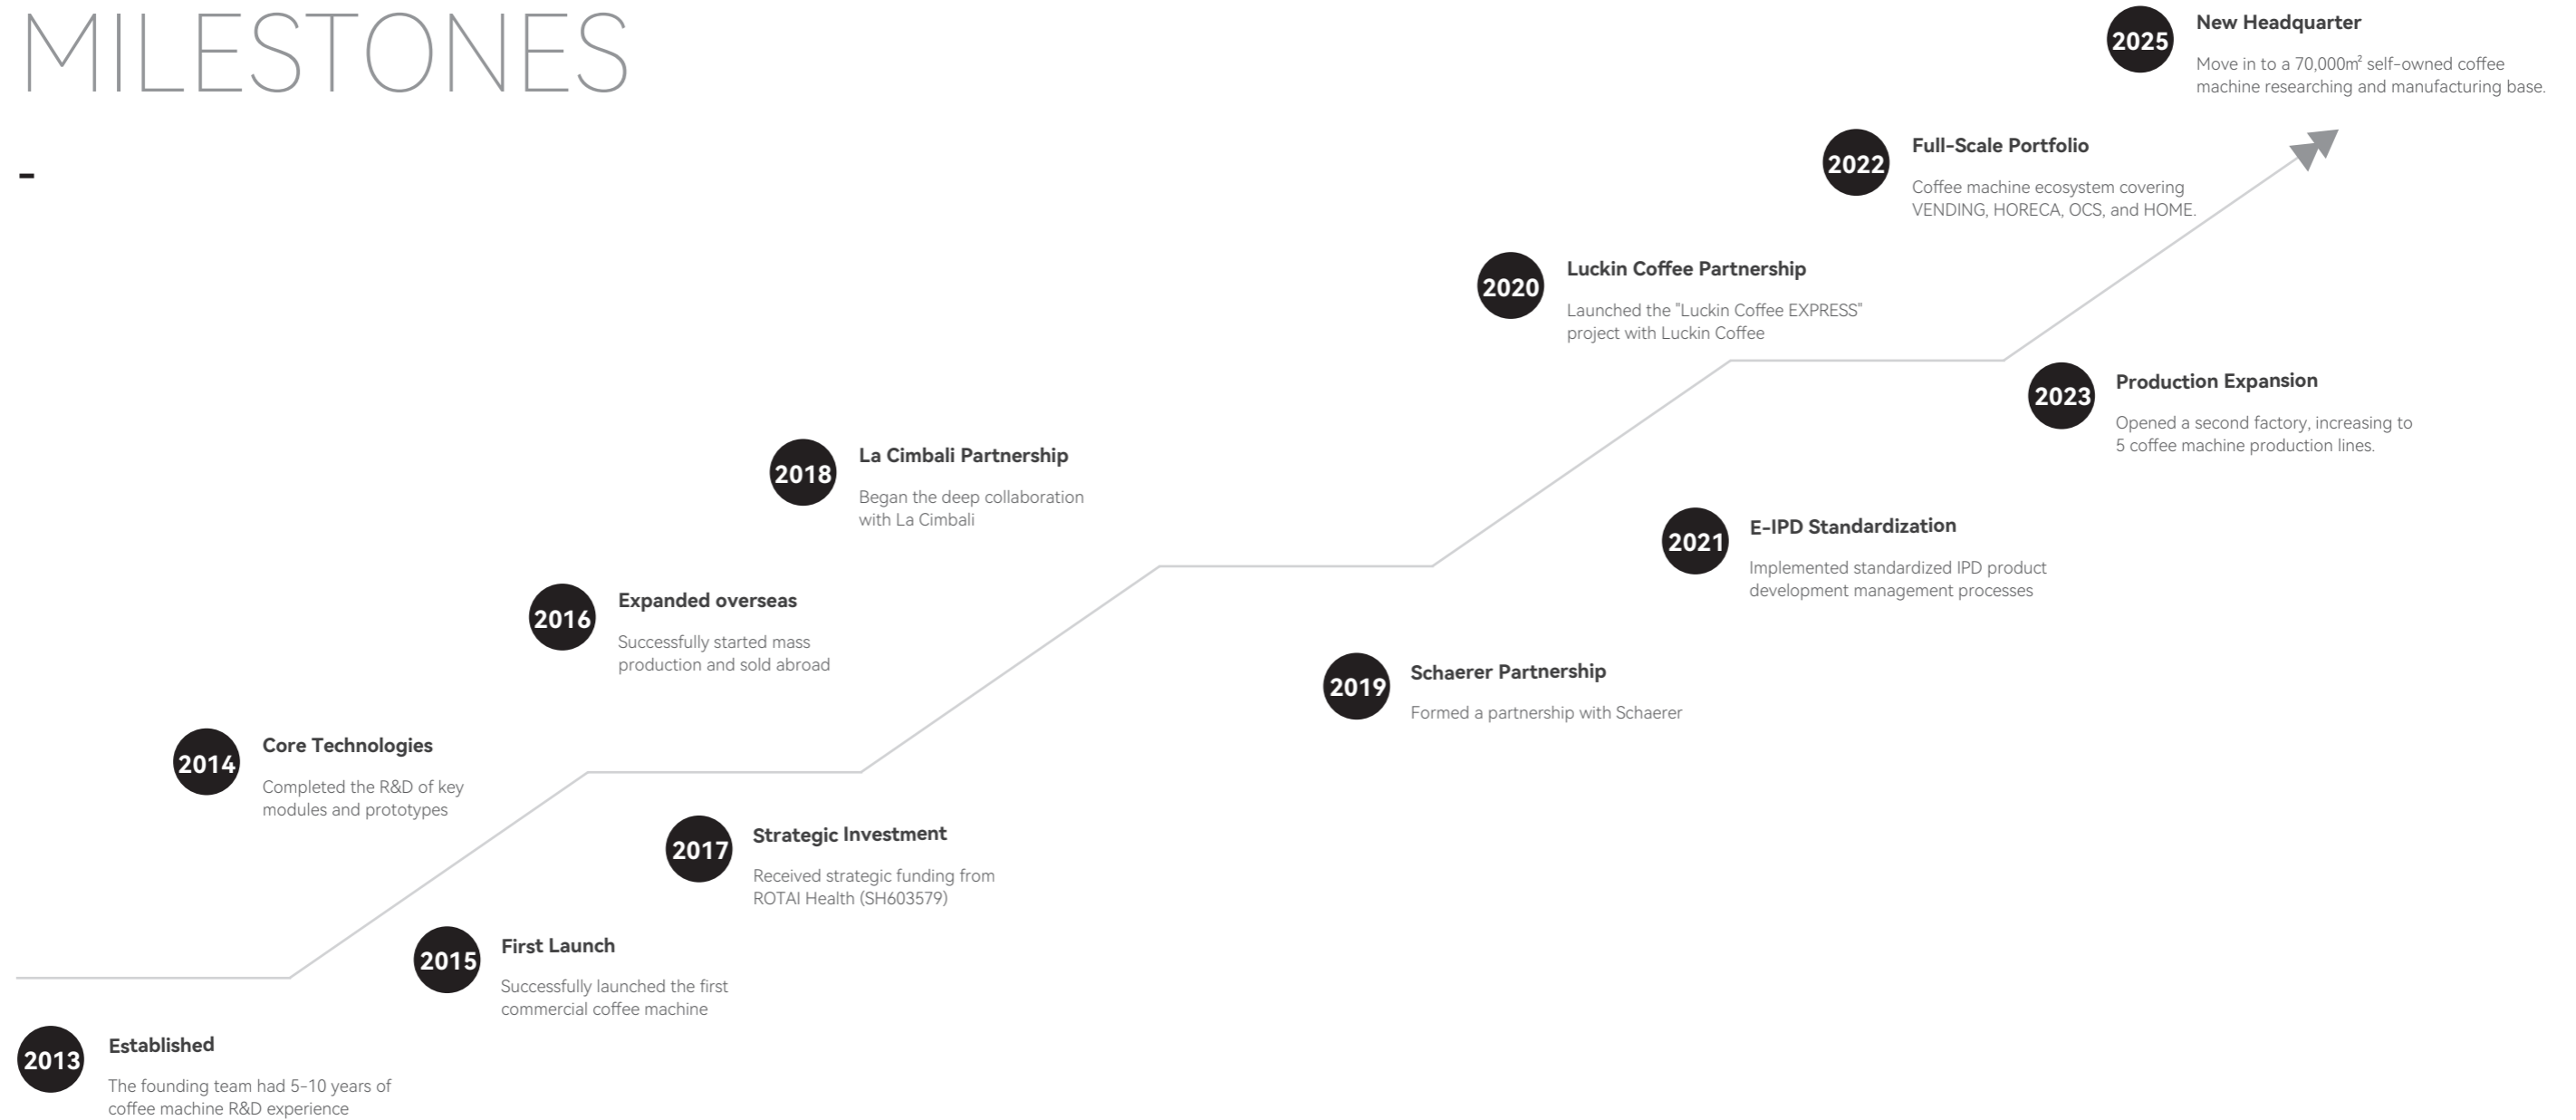 MILESTONES
-
2025
New Headquarter
Move in to a 70,000m² self-owned coffee
machine researching and manufacturing base.
2022
Full-Scale Portfolio
Coffee machine ecosystem covering
VENDING, HORECA, OCS, and HOME.
2020
Luckin Coffee Partnership
Launched the "Luckin Coffee EXPRESS"
project with Luckin Coffee
2023
Production Expansion
Opened a second factory, increasing to
5 coffee machine production lines.
2018
La Cimbali Partnership
Began the deep collaboration
with La Cimbali
2021
E-IPD Standardization
Implemented standardized IPD product
development management processes
2016
Expanded overseas
Successfully started mass
production and sold abroad
2019
Schaerer Partnership
Formed a partnership with Schaerer
2014
Core Technologies
Completed the R&D of key
modules and prototypes
2017
Strategic Investment
Received strategic funding from
ROTAI Health (SH603579)
2015
First Launch
Successfully launched the first
commercial coffee machine
2013
Established
The founding team had 5-10 years of
coffee machine R&D experience